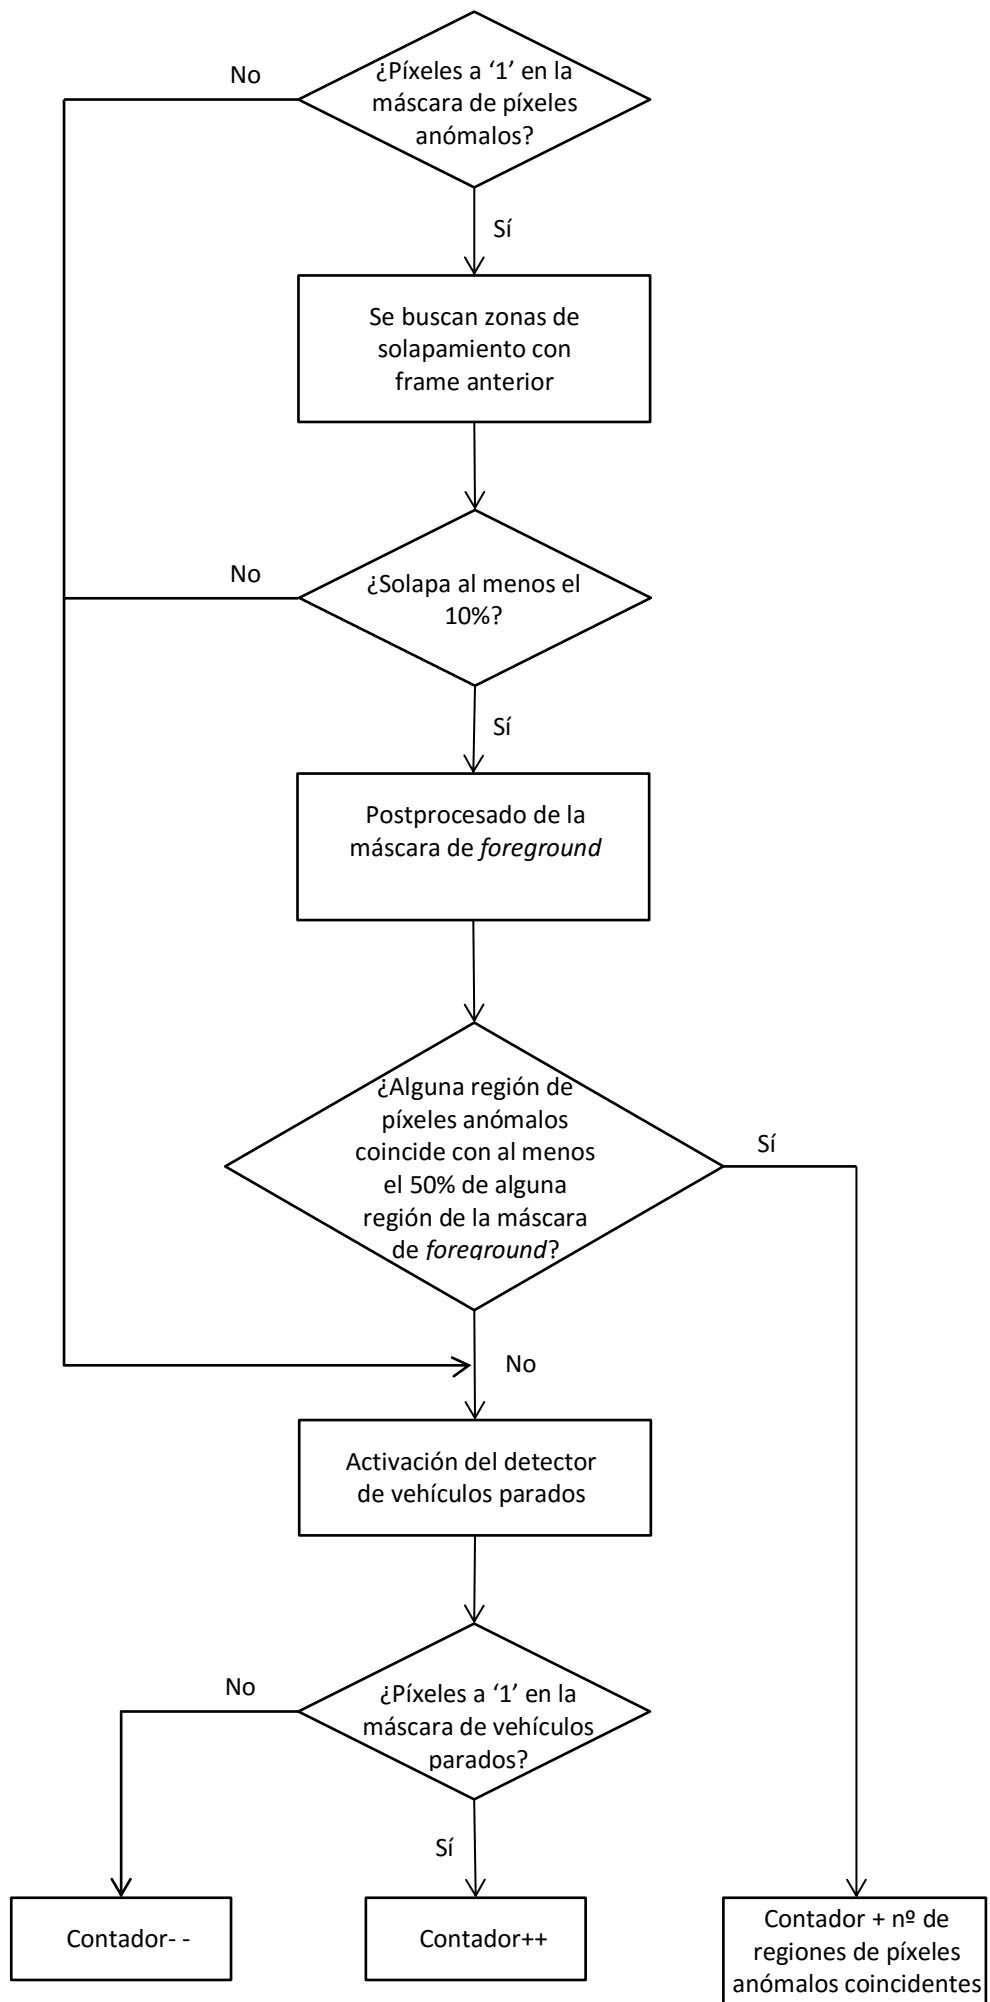 No
¿Píxeles a ‘1’ en la
máscara de píxeles
anómalos?
Sí
Se buscan zonas de
solapamiento con
frame anterior
No
¿Solapa al menos el
10%?
Sí
Postprocesado de la
máscara de foreground
¿Alguna región de
píxeles anómalos
coincide con al menos
el 50% de alguna
región de la máscara
de foreground?
Sí
No
Activación del detector
de vehículos parados
No
¿Píxeles a ‘1’ en la
máscara de vehículos
parados?
Sí
Contador- -
Contador++
Contador + nº de
regiones de píxeles
anómalos coincidentes